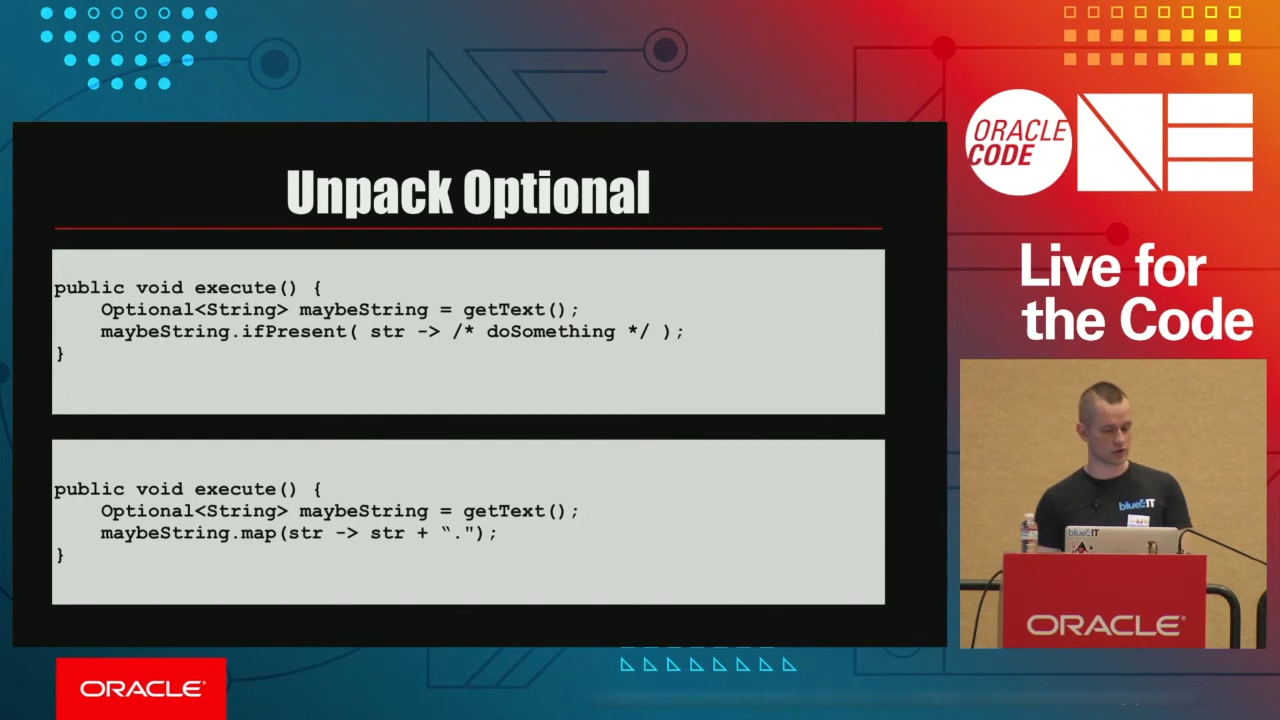 Unpack Optional
public void execute() {
    Optional<String> maybeString = getText();
    maybeString.ifPresent( str -> /* doSomething */ );
}
public void execute() {
    Optional<String> maybeString = getText();
    maybeString.map(str -> str + “.");
}
ORACLE
CODE
ONE
Live for
the Code
ORACLE
ORACLE